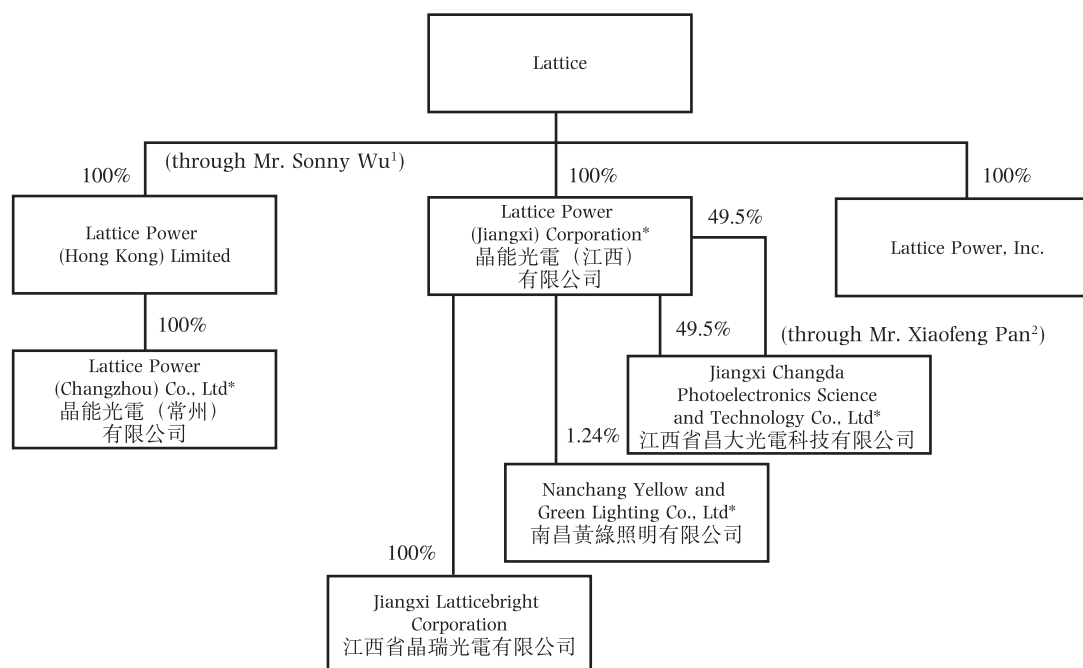 Lattice
(through Mr. Sonny Wu¹)
100%
100%
100%
Lattice Power
(Hong Kong) Limited
Lattice Power
(Jiangxi) Corporation*
晶能光電（江西）
有限公司
49.5%
Lattice Power, Inc.
100%
49.5%
(through Mr. Xiaofeng Pan²)
Lattice Power
(Changzhou) Co., Ltd*
晶能光電（常州）
有限公司
Jiangxi Changda
Photoelectronics Science
and Technology Co., Ltd*
江西省昌大光電科技有限公司
1.24%
Nanchang Yellow and
Green Lighting Co., Ltd*
南昌黃綠照明有限公司
100%
Jiangxi Latticebright
Corporation
江西省晶瑞光電有限公司